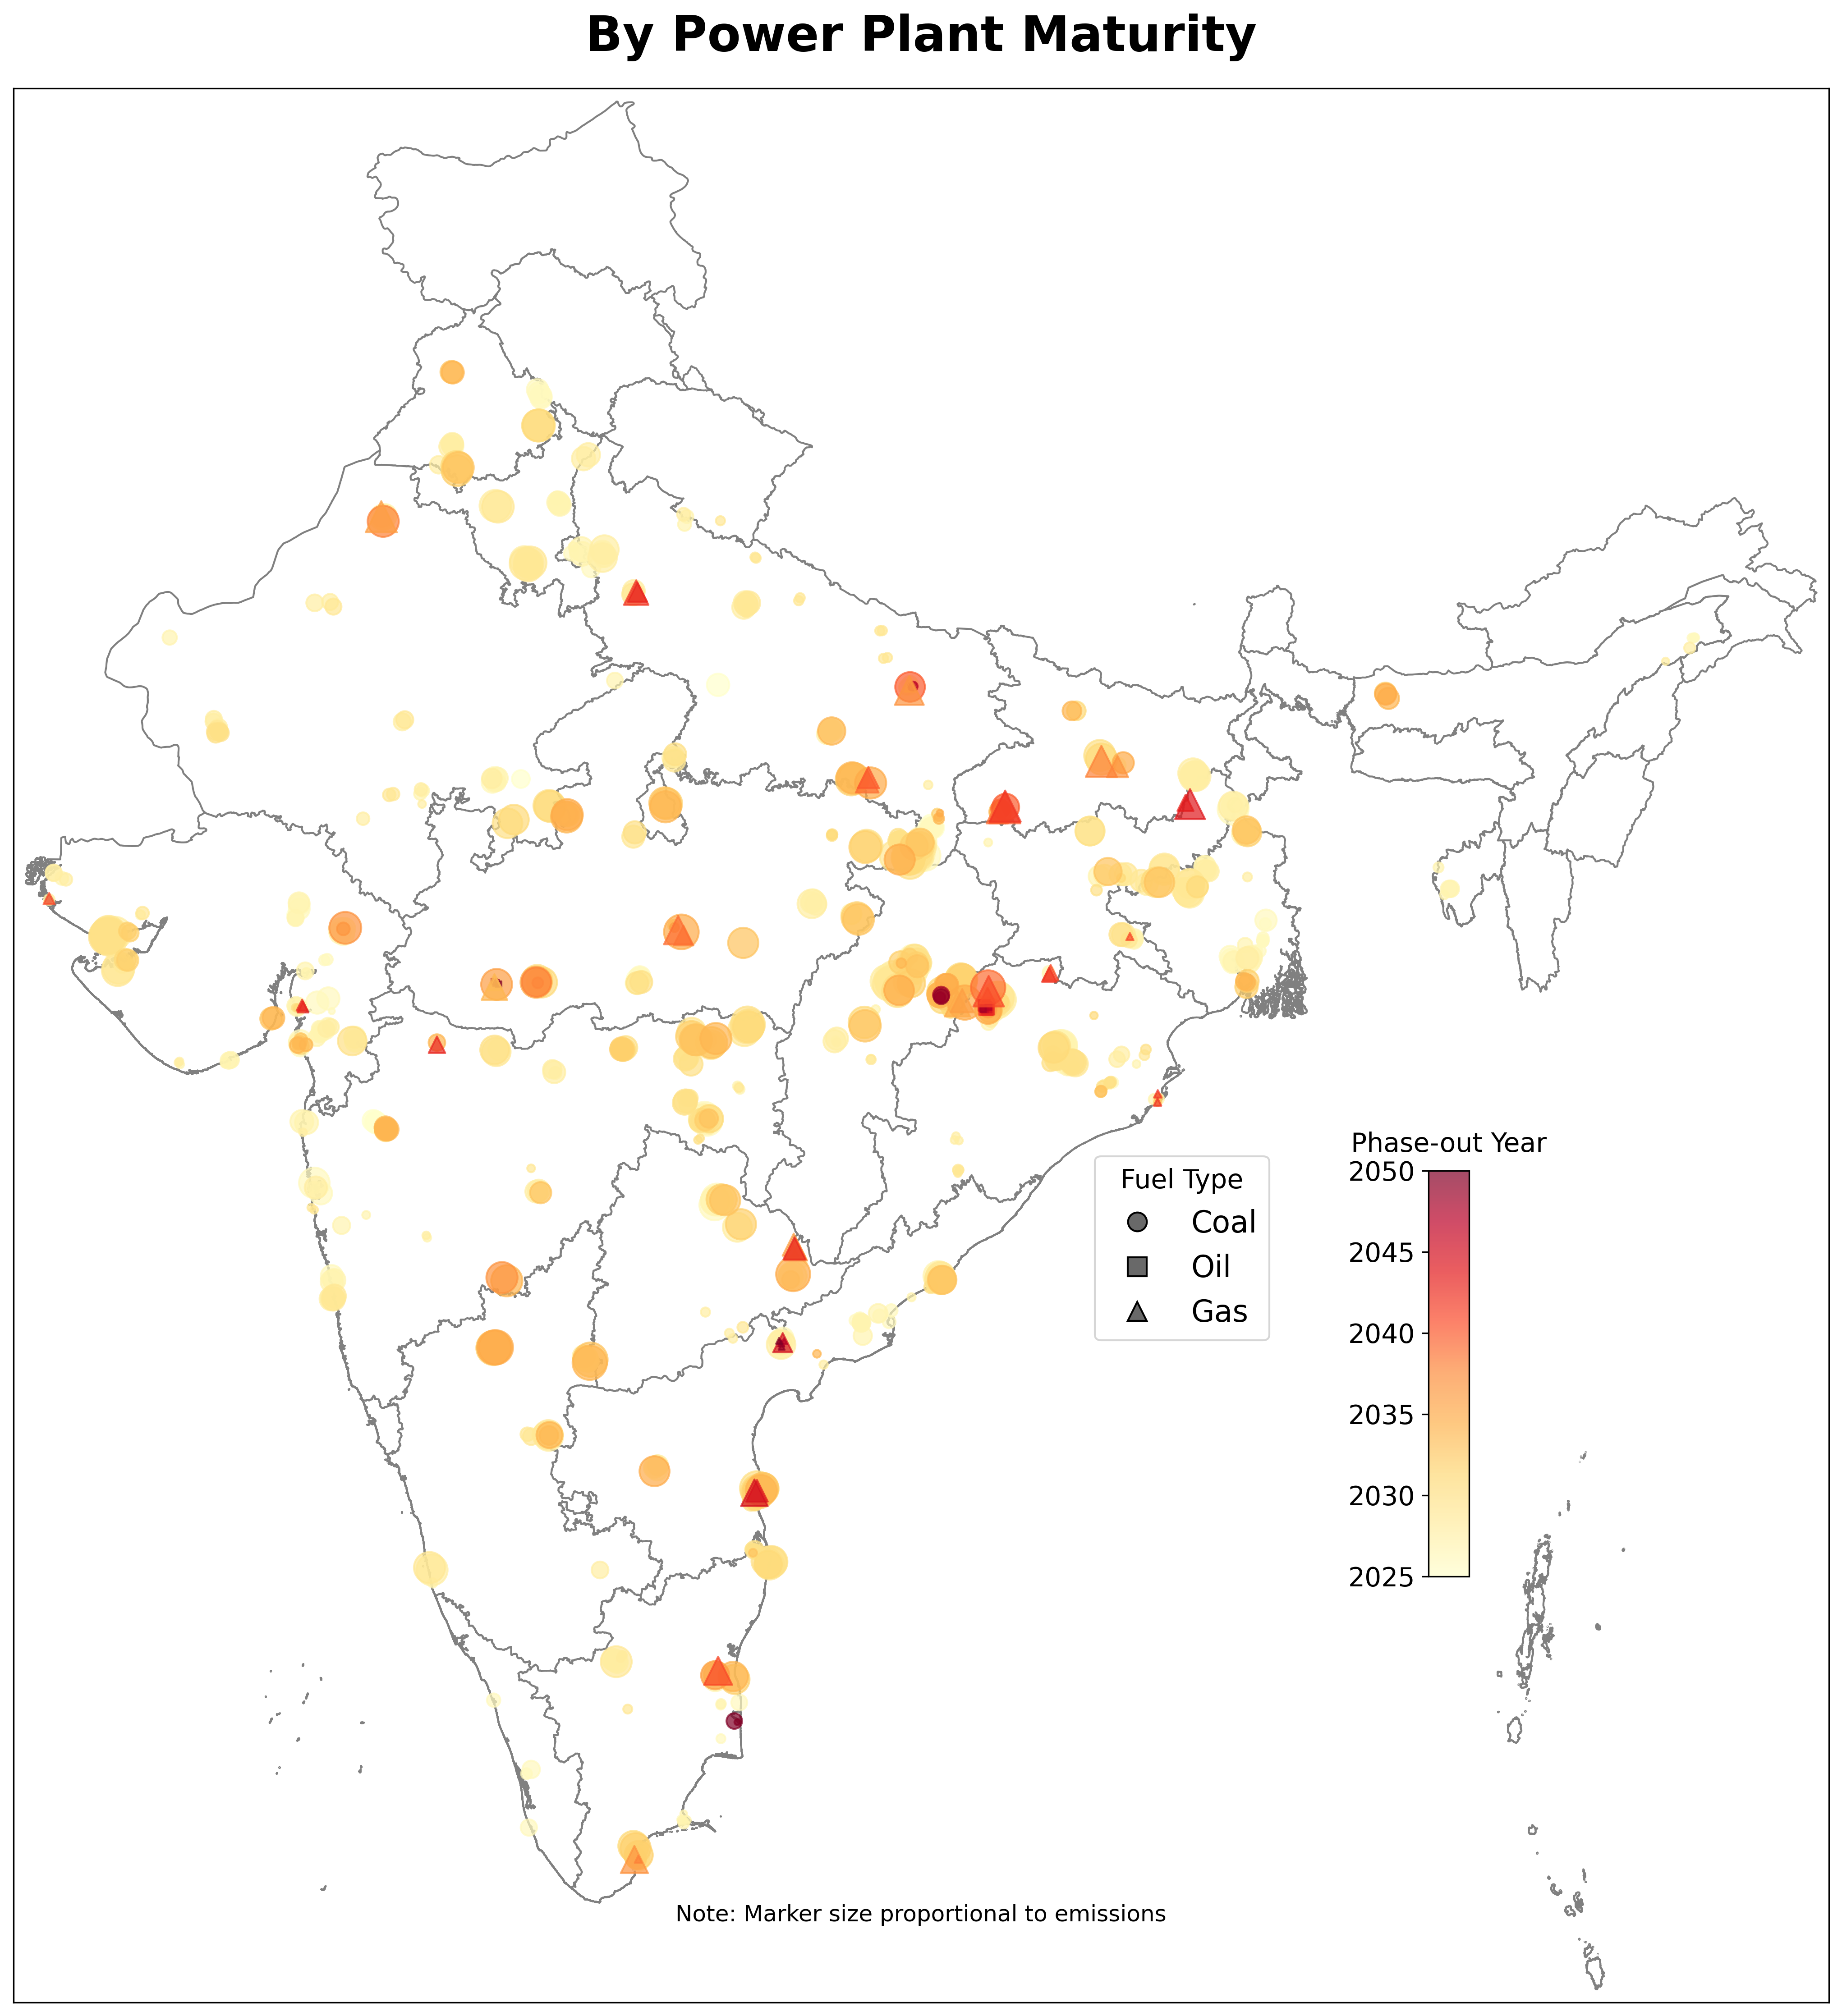 By Power Plant Maturity
Phase-out Year
2050
2045
2040
2035
2030
2025
Fuel Type
Coal
Oil
Gas
Note: Marker size proportional to emissions